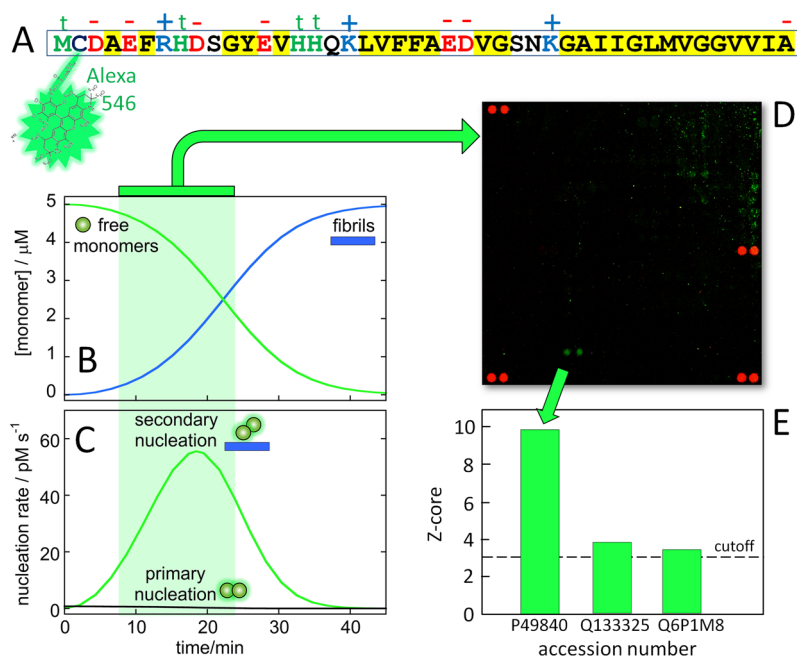 t - - + t - - t t + - - + -
A MCDAEFRHDSGYEVHHQKLVFFAEDVGSNKGAIIGLMVGGVVIA
Alexa
546
D
5
4
3
2
1
0
[monomer] / µM
free
monomers
fibrils
B
60
40
20
0
nucleation rate / pM s⁻¹
C
secondary
nucleation
primary
nucleation
0 10 20 30 40
time/min
E
10
8
6
4
2
0
Z-core
cutoff
P49840 Q133325 Q6P1M8
accession number